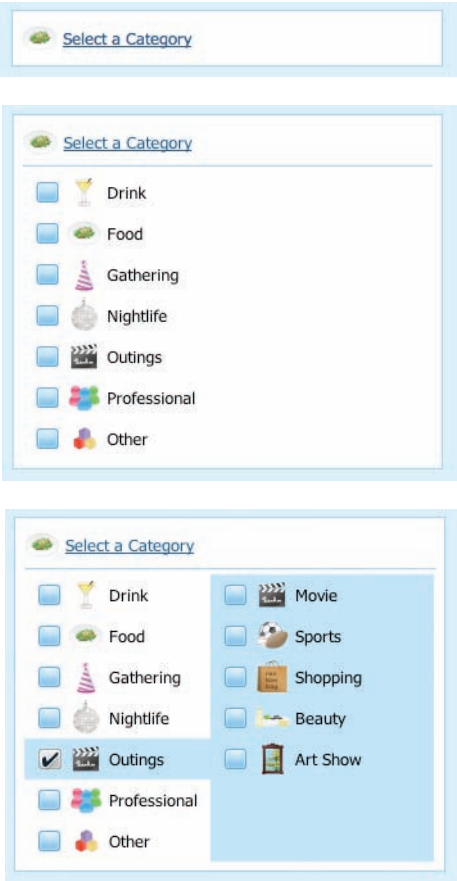 Select a Category
Select a Category
Drink
Food
Gathering
Nightlife
Outings
Professional
Other
Select a Category
Drink
Food
Gathering
Nightlife
Outings
Professional
Other
Movie
Sports
Shopping
Beauty
Art Show